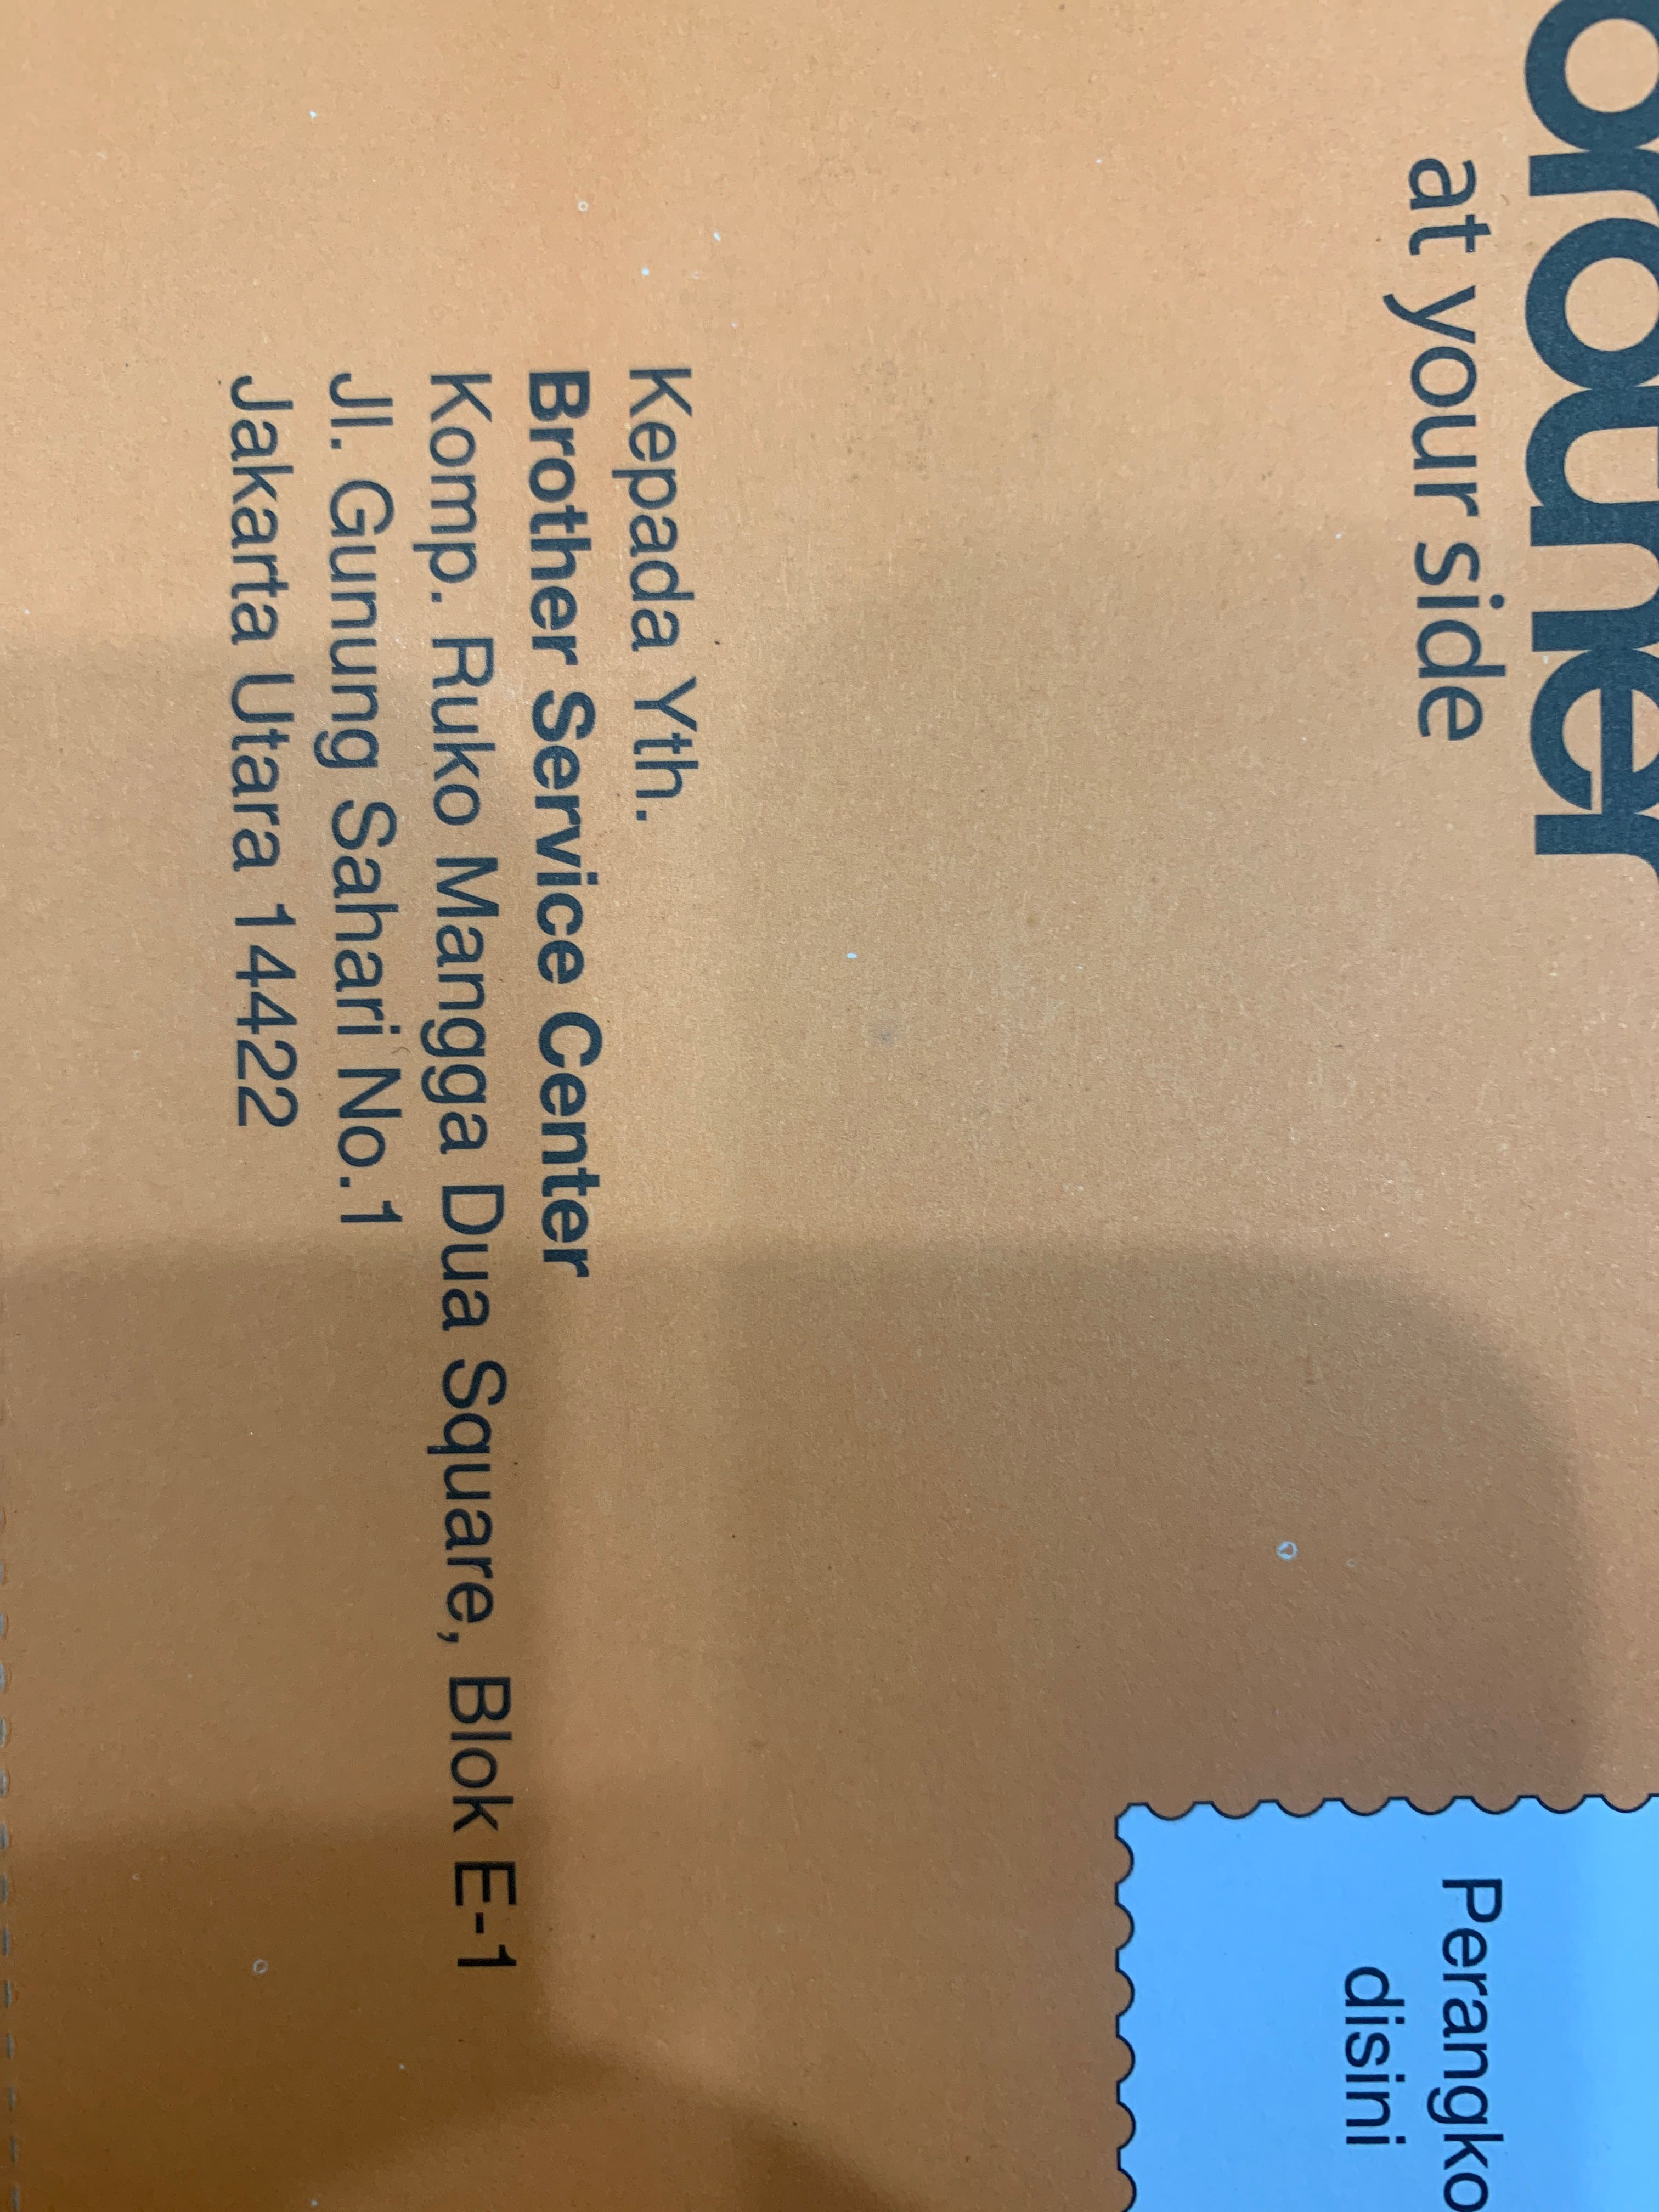 brother
at your side
Perangko
disini
Kepada Yth.
Brother Service Center
Komp. Ruko Mangga Dua Square, Blok E-1
Jl. Gunung Sahari No.1
Jakarta Utara 14422